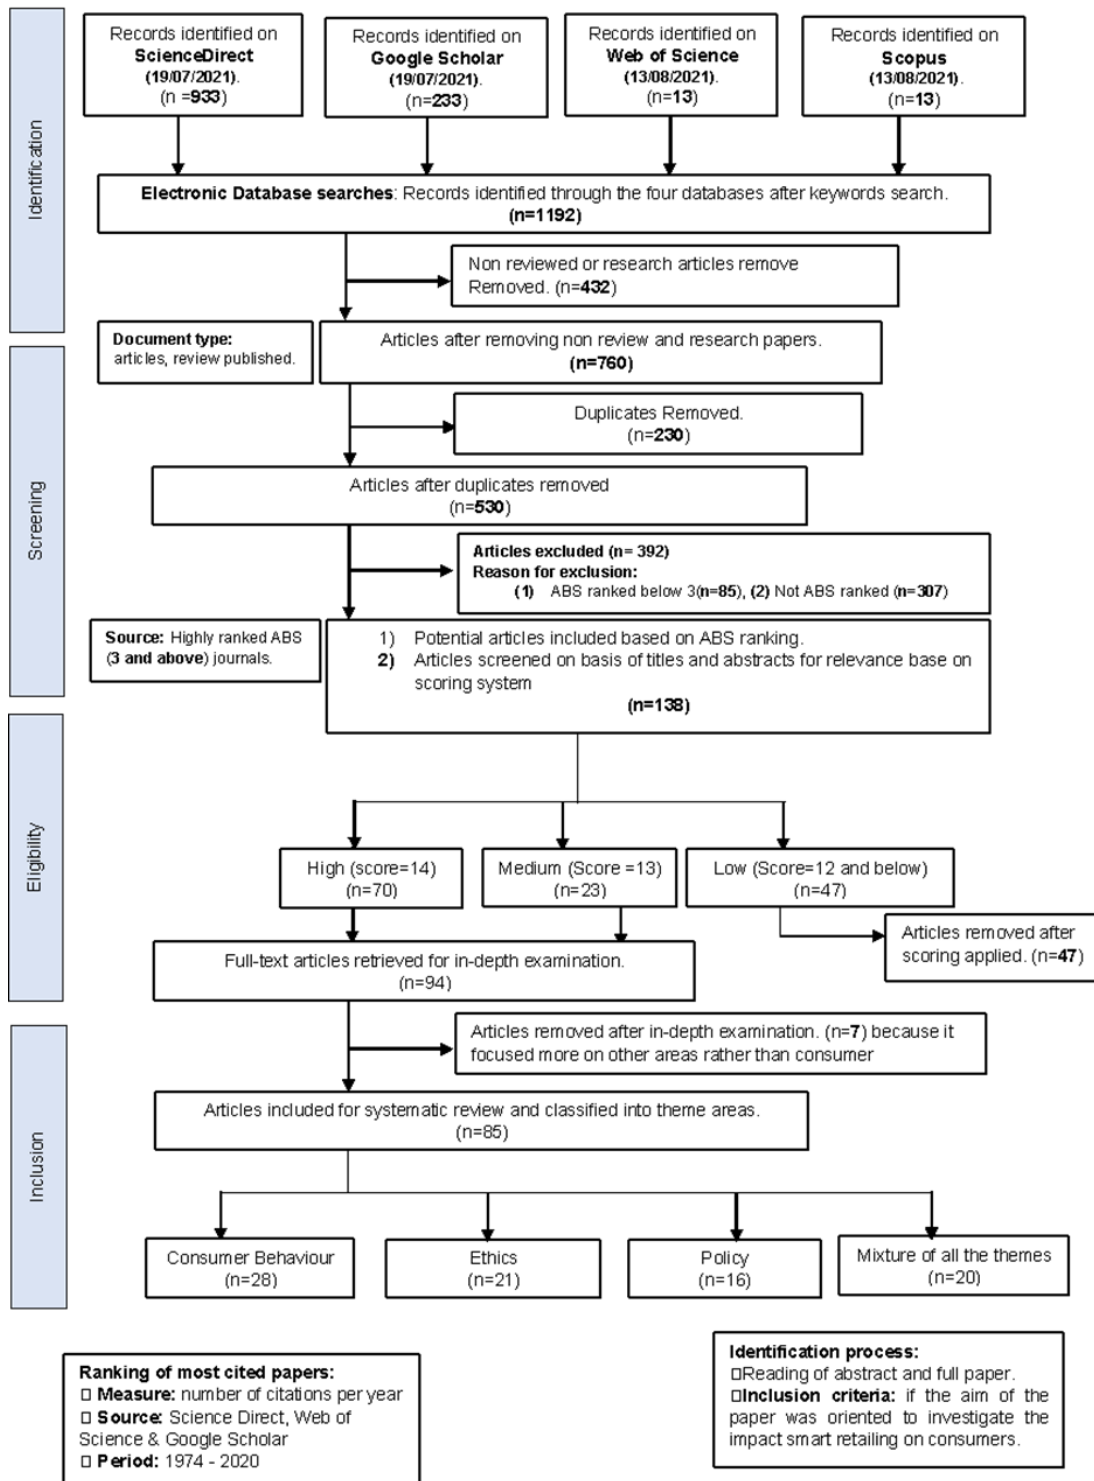 Records identified on
ScienceDirect
(19/07/2021).
(n =933)
Records identified on
Google Scholar
(19/07/2021).
(n=233)
Records identified on
Web of Science
(13/08/2021).
(n=13)
Records identified on
Scopus
(13/08/2021).
(n=13)
Identification
Electronic Database searches: Records identified through the four databases after keywords search.
(n=1192)
Non reviewed or research articles remove
Removed. (n=432)
Document type:
articles, review published.
Articles after removing non review and research papers.
(n=760)
Screening
Duplicates Removed.
(n=230)
Articles after duplicates removed
(n=530)
Articles excluded (n= 392)
Reason for exclusion:
(1) ABS ranked below 3(n=85), (2) Not ABS ranked (n=307)
Source: Highly ranked ABS
(3 and above) journals.
1) Potential articles included based on ABS ranking.
2) Articles screened on basis of titles and abstracts for relevance base on
scoring system
(n=138)
Eligibility
High (score=14)
(n=70)
Medium (Score =13)
(n=23)
Low (Score=12 and below)
(n=47)
Articles removed after
scoring applied. (n=47)
Full-text articles retrieved for in-depth examination.
(n=94)
Inclusion
Articles removed after in-depth examination. (n=7) because it
focused more on other areas rather than consumer
Articles included for systematic review and classified into theme areas.
(n=85)
Consumer Behaviour
(n=28)
Ethics
(n=21)
Policy
(n=16)
Mixture of all the themes
(n=20)
Ranking of most cited papers:
□ Measure: number of citations per year
□ Source: Science Direct, Web of
Science & Google Scholar
□ Period: 1974 - 2020
Identification process:
□Reading of abstract and full paper.
□Inclusion criteria: if the aim of the
paper was oriented to investigate the
impact smart retailing on consumers.